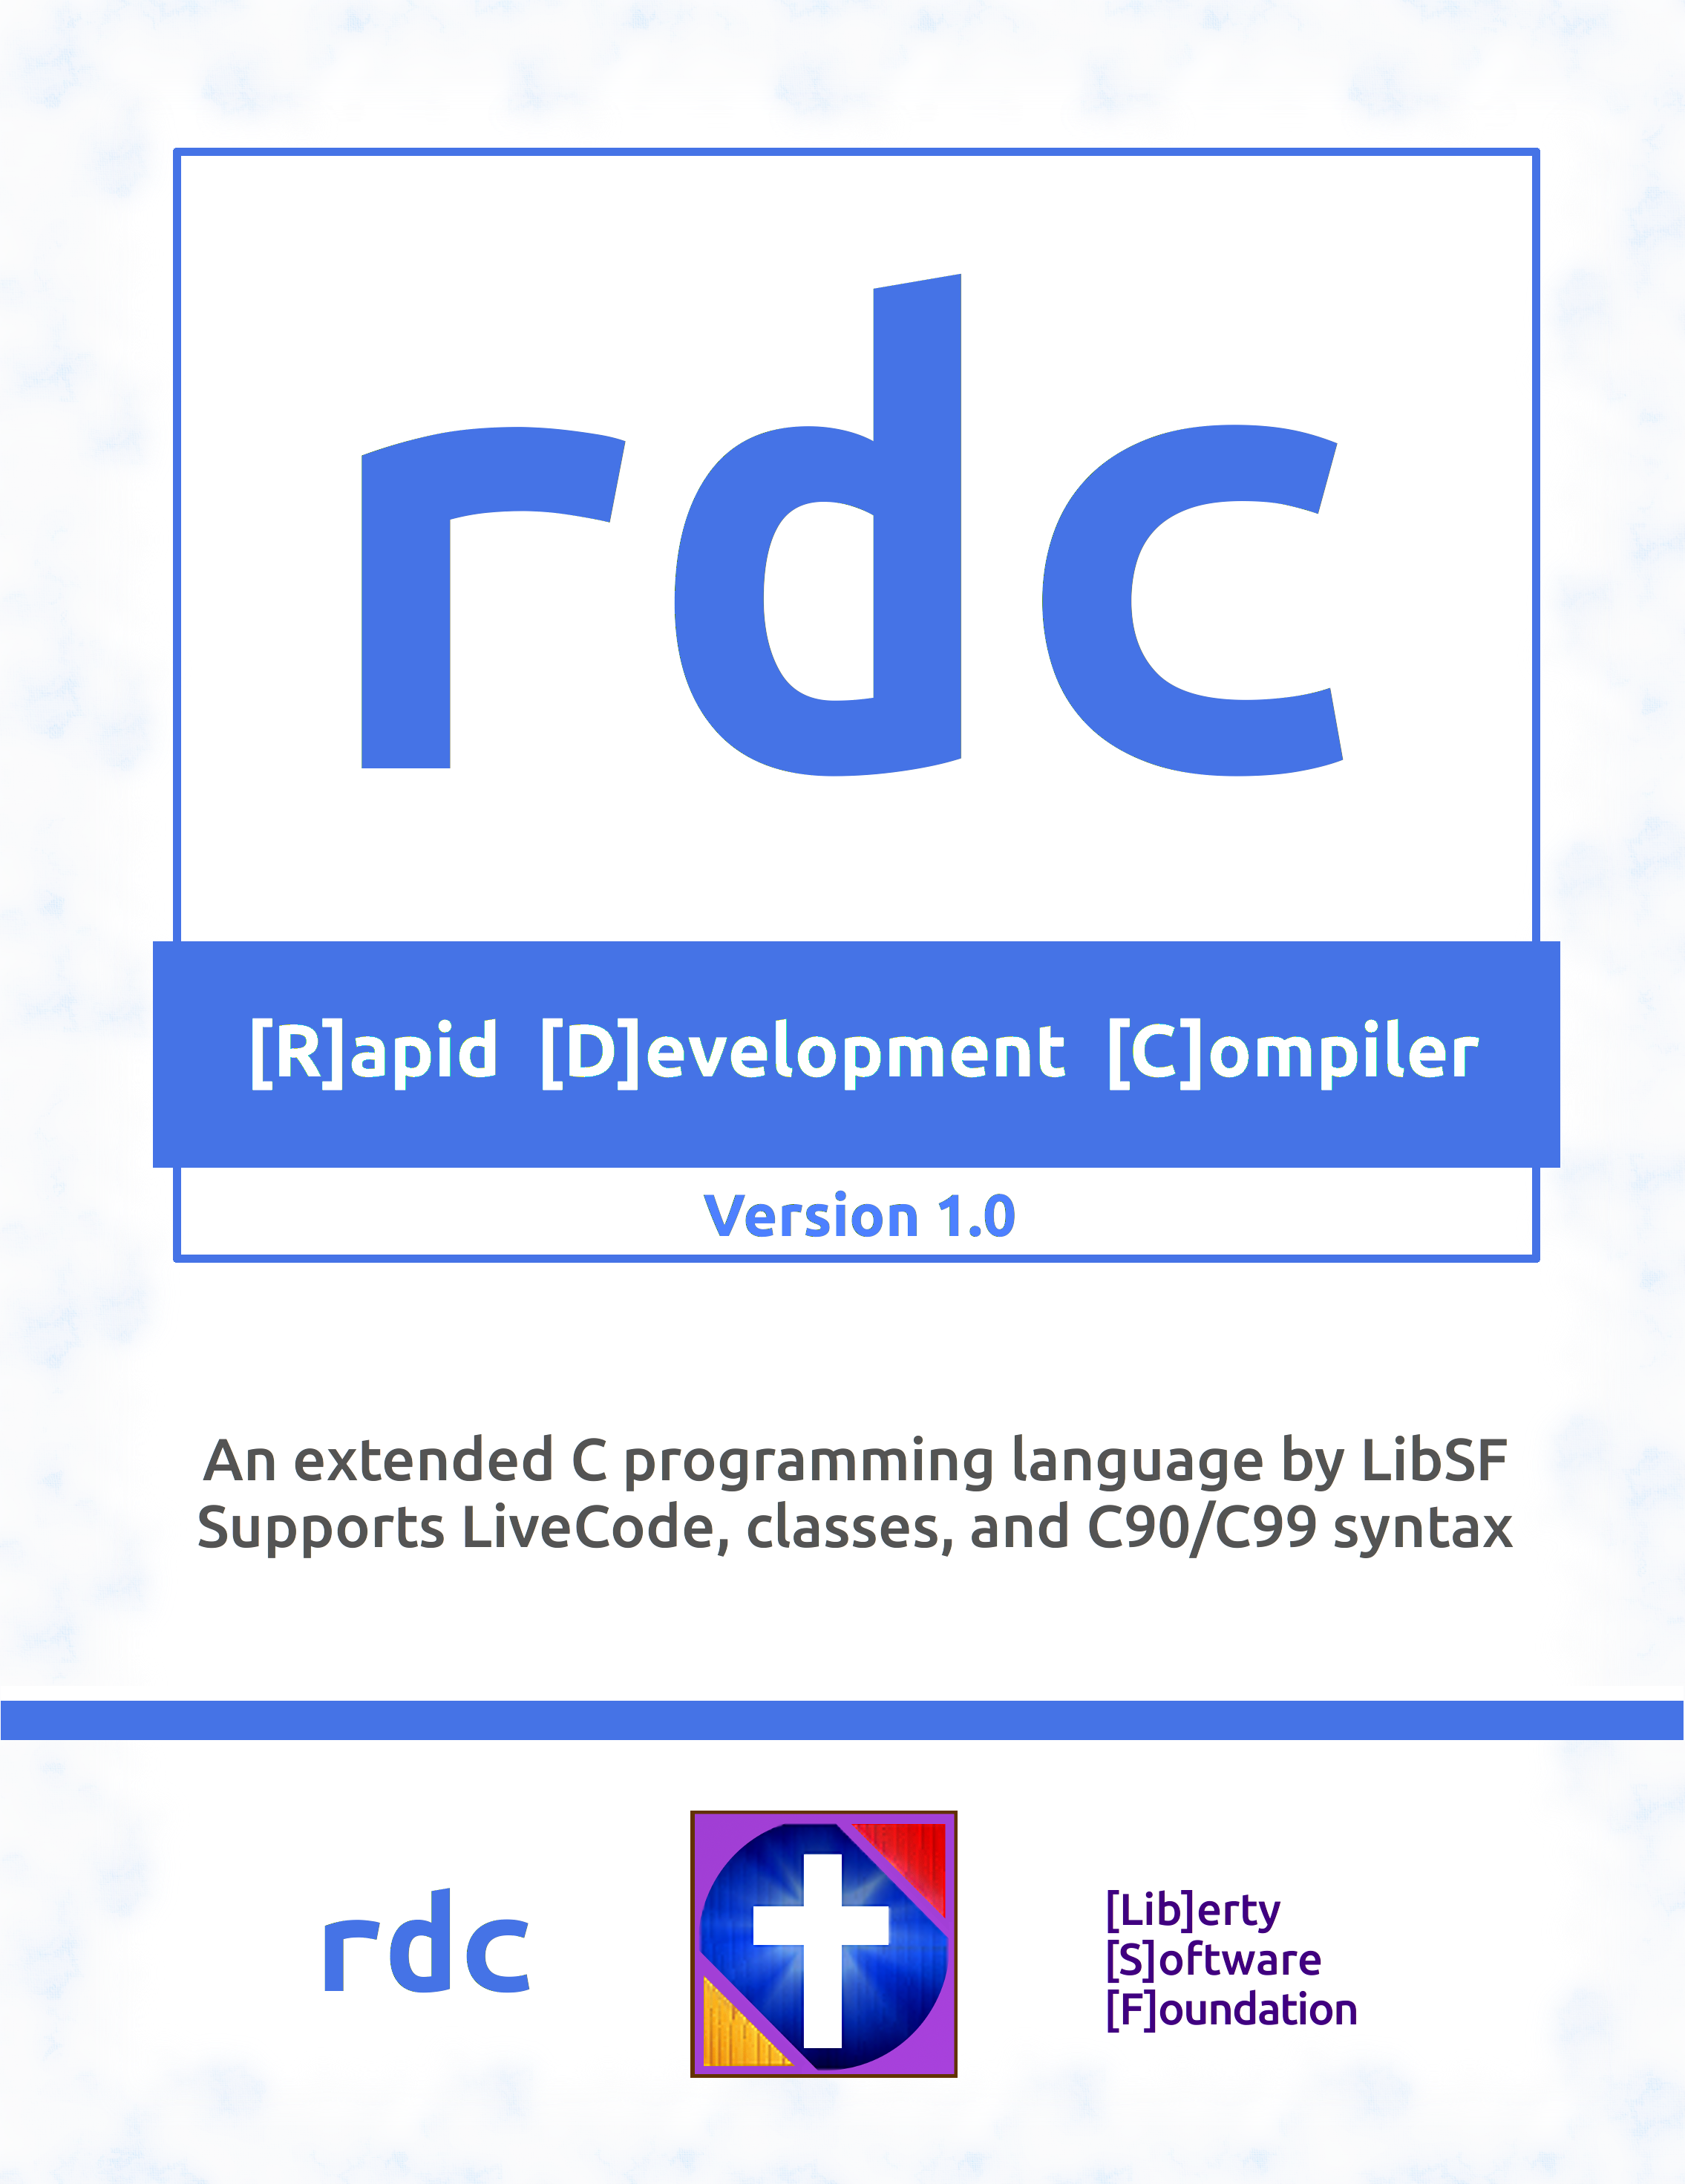 rdc
[R]apid [D]evelopment [C]ompiler
Version 1.0
An extended C programming language by LibSF
Supports LiveCode, classes, and C90/C99 syntax
rdc
[Lib]erty
[S]oftware
[F]oundation